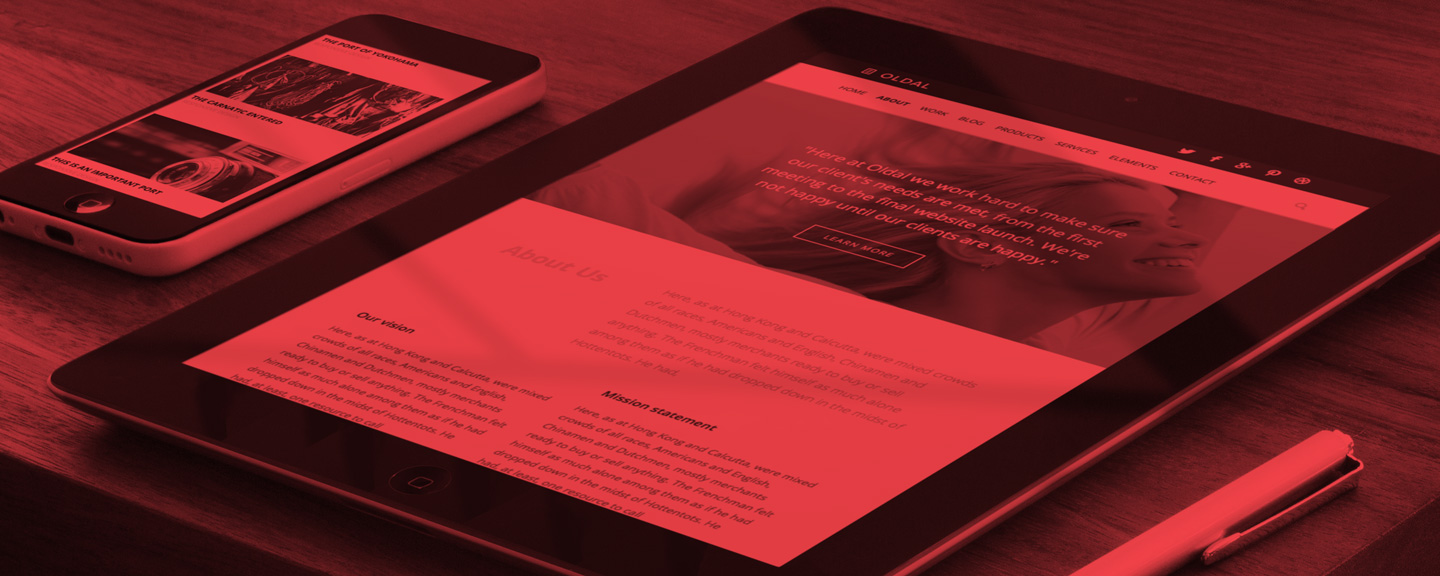 THE PORT OF YOKOHAMA
THE CARNATIC ENTERED
THIS IS AN IMPORTANT PORT
OLDAL
HOME ABOUT WORK BLOG PRODUCTS SERVICES ELEMENTS CONTACT
"Here at Oldal we work hard to make sure
our client's needs are met, from the first
meeting to the final website launch. We're
not happy until our clients are happy."
LEARN MORE
About Us
Here, as at Hong Kong and Calcutta, were mixed crowds
of all races, Americans and English, Chinamen and
Dutchmen, mostly merchants ready to buy or sell
anything. The Frenchman felt himself as much alone
among them as if he had dropped down in the midst of
Hottentots. He had,
Our vision
Here, as at Hong Kong and Calcutta, were mixed
crowds of all races, Americans and English,
Chinamen and Dutchmen, mostly merchants
ready to buy or sell anything. The Frenchman felt
himself as much alone among them as if he had
dropped down in the midst of Hottentots. He
had, at least, one resource to call
Mission statement
Here, as at Hong Kong and Calcutta, were mixed
crowds of all races, Americans and English,
Chinamen and Dutchmen, mostly merchants
ready to buy or sell anything. The Frenchman felt
himself as much alone among them as if he had
dropped down in the midst of Hottentots. He
had, at least, one resource to call